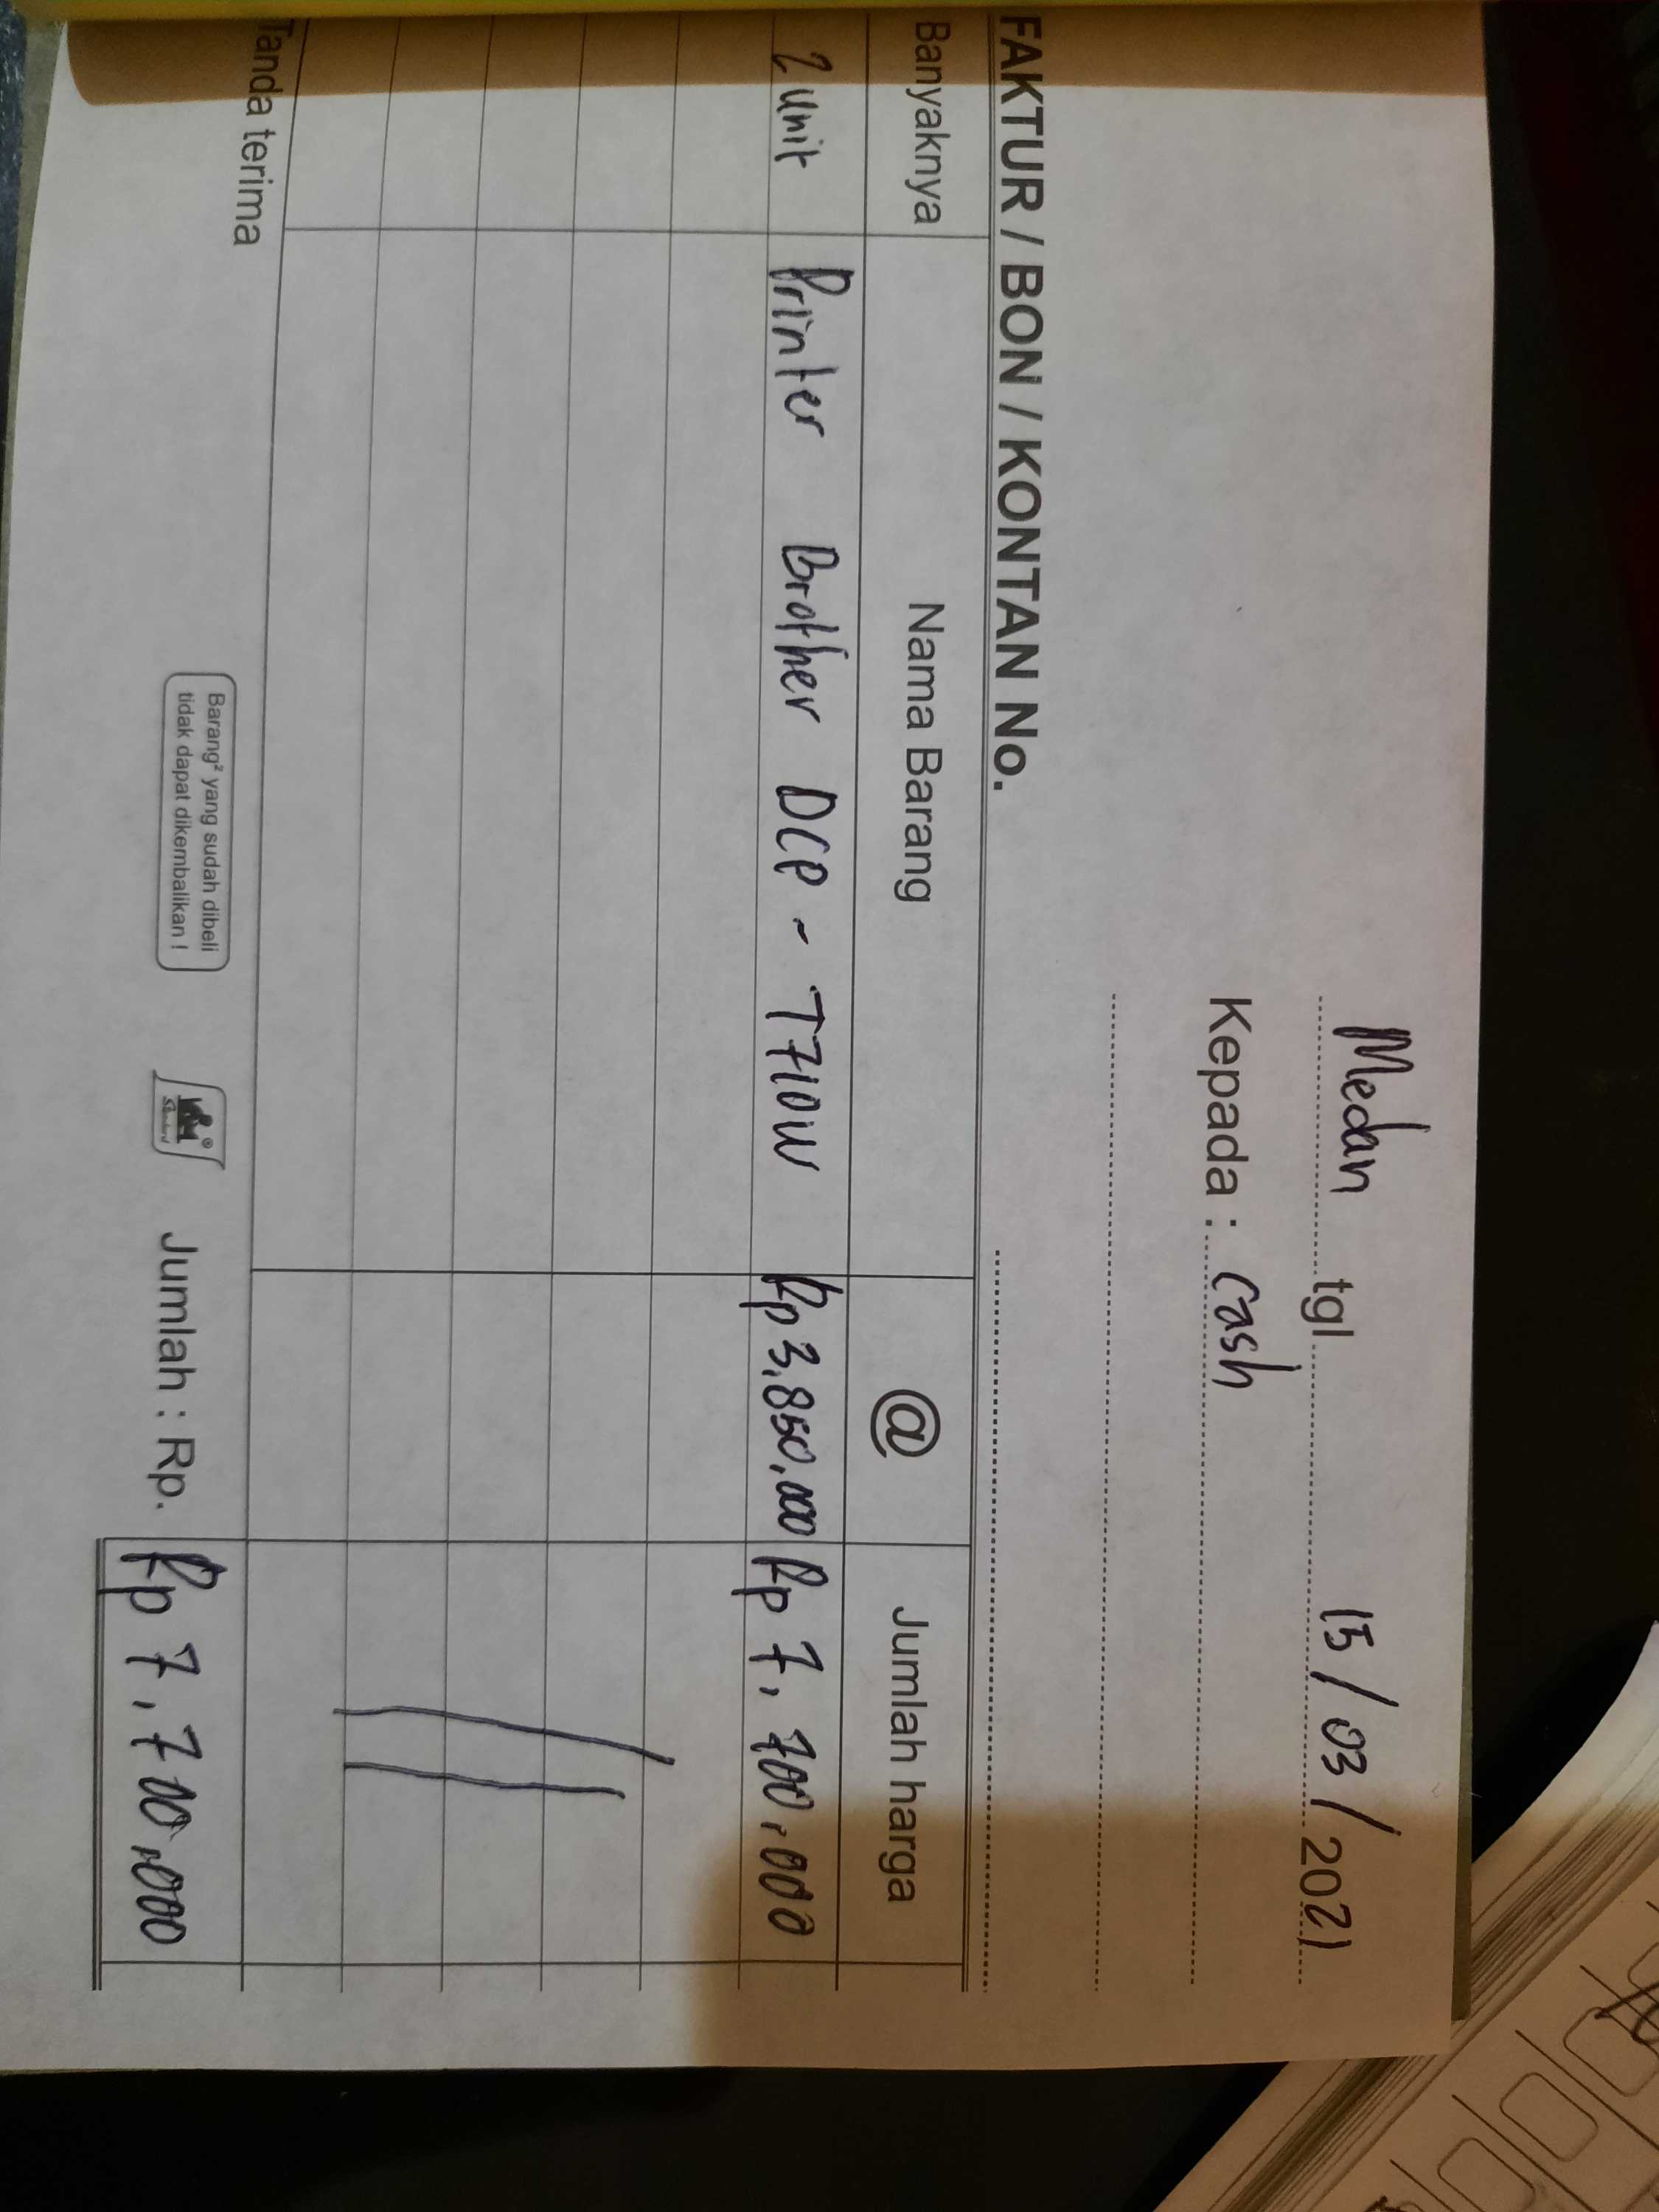 Medan tgl. 15/03/2021
Kepada : Cash
FAKTUR / BON / KONTAN No.
Banyaknya Nama Barang @ Jumlah harga
2 unit Printer Brother DCP - T710W Rp 3.850.000 Rp 7.700.000
Tanda terima
Barang² yang sudah dibeli
tidak dapat dikembalikan !
Jumlah : Rp. Rp 7.700.000